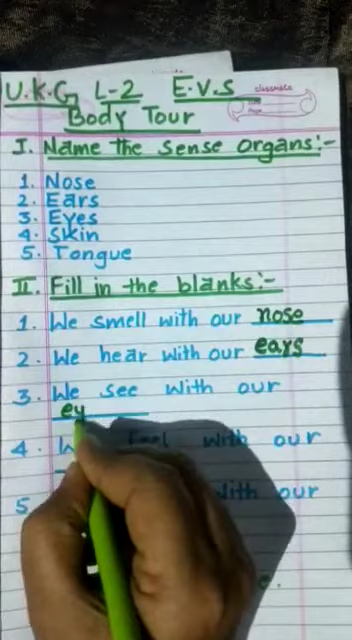 U.K.G L-2 E.V.S
classmate
Body Tour
I. Name the Sense Organs:-
1. Nose
2. Ears
3. Eyes
4. Skin
5. Tongue
II. Fill in the blanks:-
1. We smell with our nose
2. We hear with our ears
3. We see with our
ey
4. feel with our
5. with our